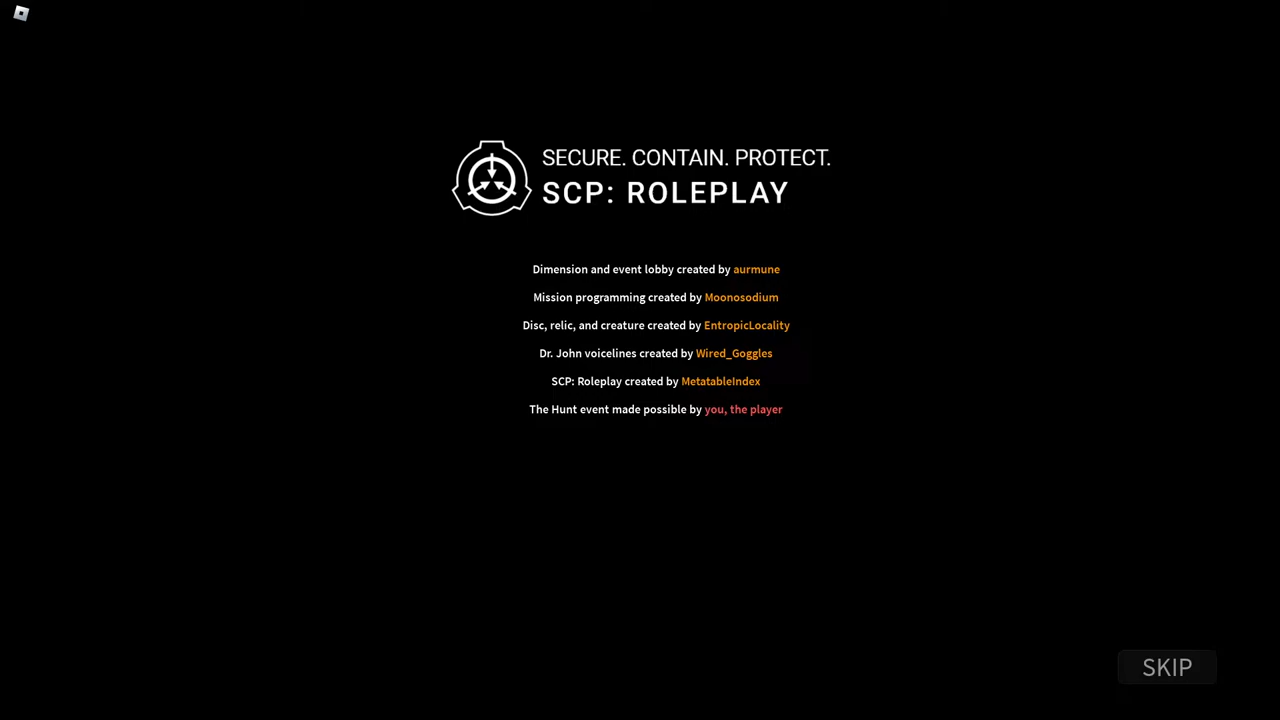 SECURE. CONTAIN. PROTECT.
SCP: ROLEPLAY
Dimension and event lobby created by aurmune
Mission programming created by Moonosodium
Disc, relic, and creature created by EntropicLocality
Dr. John voicelines created by Wired_Goggles
SCP: Roleplay created by MetatableIndex
The Hunt event made possible by you, the player
SKIP